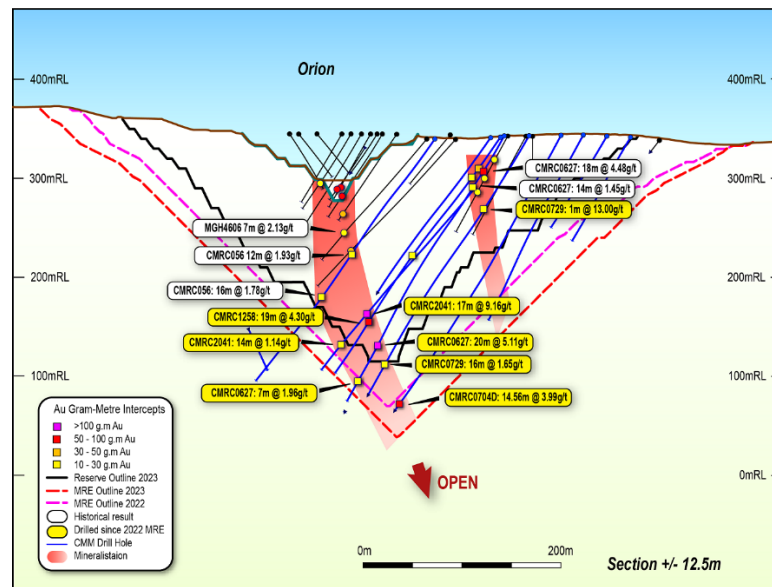 Orion
400mRL
400mRL
300mRL
300mRL
200mRL
200mRL
100mRL
100mRL
0mRL
0mRL
CMRC0627: 18m @ 4.48g/t
CMRC0627: 14m @ 1.45g/t
CMRC0729: 1m @ 13.00g/t
MGH4606 7m @ 2.13g/t
CMRC056 12m @ 1.93g/t
CMRC056: 16m @ 1.78g/t
CMRC1258: 19m @ 4.30g/t
CMRC2041: 14m @ 1.14g/t
CMRC0627: 7m @ 1.96g/t
CMRC2041: 17m @ 9.16g/t
CMRC0627: 20m @ 5.11g/t
CMRC0729: 16m @ 1.65g/t
CMRC0704D: 14.56m @ 3.99g/t
OPEN
Au Gram-Metre Intercepts
>100 g.m Au
50 - 100 g.m Au
30 - 50 g.m Au
10 - 30 g.m Au
Reserve Outline 2023
MRE Outline 2023
MRE Outline 2022
Historical result
Drilled since 2022 MRE
CMM Drill Hole
Mineralistaion
0m
200m
Section +/- 12.5m